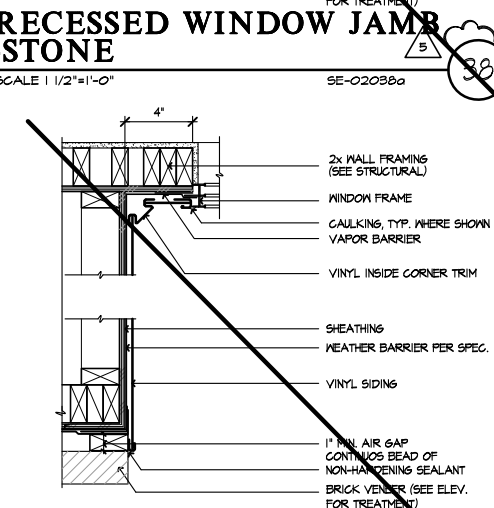 FOR TREATMENT)
RECESSED WINDOW JAMB
STONE
SCALE 1 1/2"=1'-0"
SE-02038a
5
38
4"
2x WALL FRAMING
(SEE STRUCTURAL)
WINDOW FRAME
CAULKING, TYP. WHERE SHOWN
VAPOR BARRIER
VINYL INSIDE CORNER TRIM
SHEATHING
WEATHER BARRIER PER SPEC.
VINYL SIDING
1" MIN. AIR GAP
CONTINUOS BEAD OF
NON-HARDENING SEALANT
BRICK VENEER (SEE ELEV.
FOR TREATMENT)